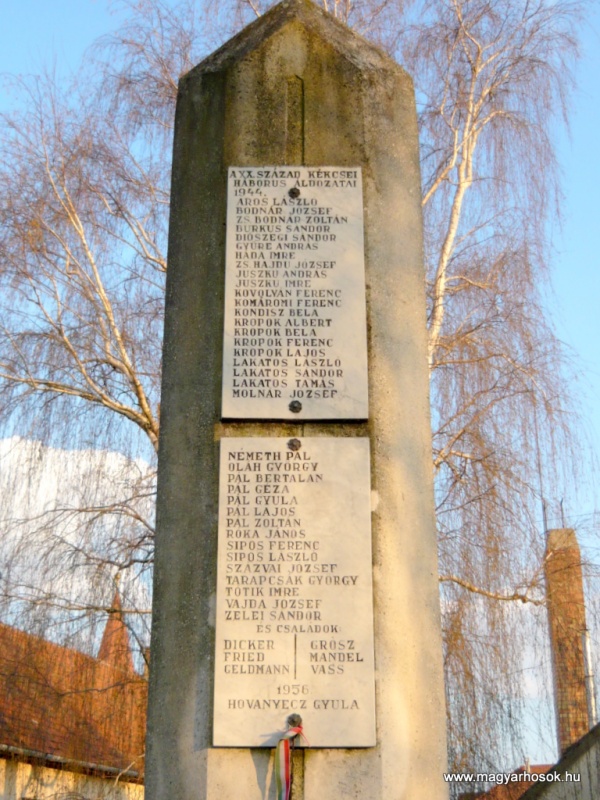 A XX. SZÁZAD KÉKCSEI
HÁBORUS ÁLDOZATAI
1944.
ÁROS LÁSZLÓ
BODNÁR JÓZSEF
ZS BODNÁR ZOLTÁN
BURKUS SÁNDOR
DIÓSZEGI SÁNDOR
GYÜRE ANDRÁS
HADA IMRE
ZS HAJDU JÓZSEF
JUSZKU ANDRÁS
JUSZKU IMRE
KOVOLYÁN FERENC
KOMÁROMI FERENC
KONDISZ BÉLA
KROPOK ALBERT
KROPOK BÉLA
KROPOK FERENC
KROPOK LAJOS
LAKATOS LÁSZLÓ
LAKATOS SÁNDOR
LAKATOS TAMÁS
MOLNÁR JÓZSEF
NÉMETH PÁL
OLÁH GYÖRGY
PÁL BERTALAN
PÁL GÉZA
PÁL GYULA
PÁL LAJOS
PÁL ZOLTÁN
RÓKA JÁNOS
SIPOS FERENC
SIPOS LÁSZLÓ
SZÁZVAI JÓZSEF
TARAPCSÁK GYÖRGY
TÓTIK IMRE
VAJDA JÓZSEF
ZELEI SÁNDOR
ÉS CSALÁDOK:
DICKER GRÓSZ
FRIED MANDEL
GELDMANN VASS
1956
HOVANYECZ GYULA
www.magyarhosok.hu